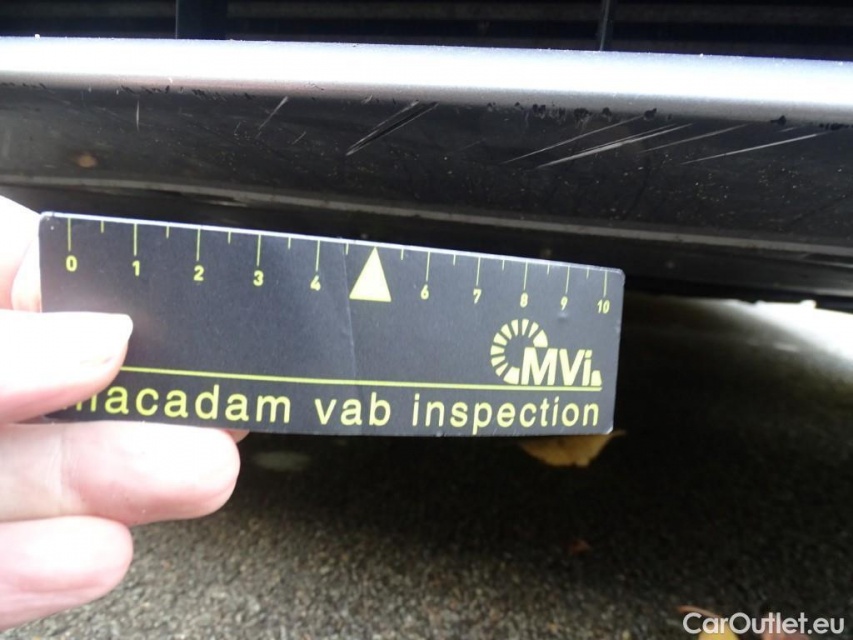 0 1 2 3 4 6 7 8 9 10
MVi
macadam vab inspection
CarOutlet.eu